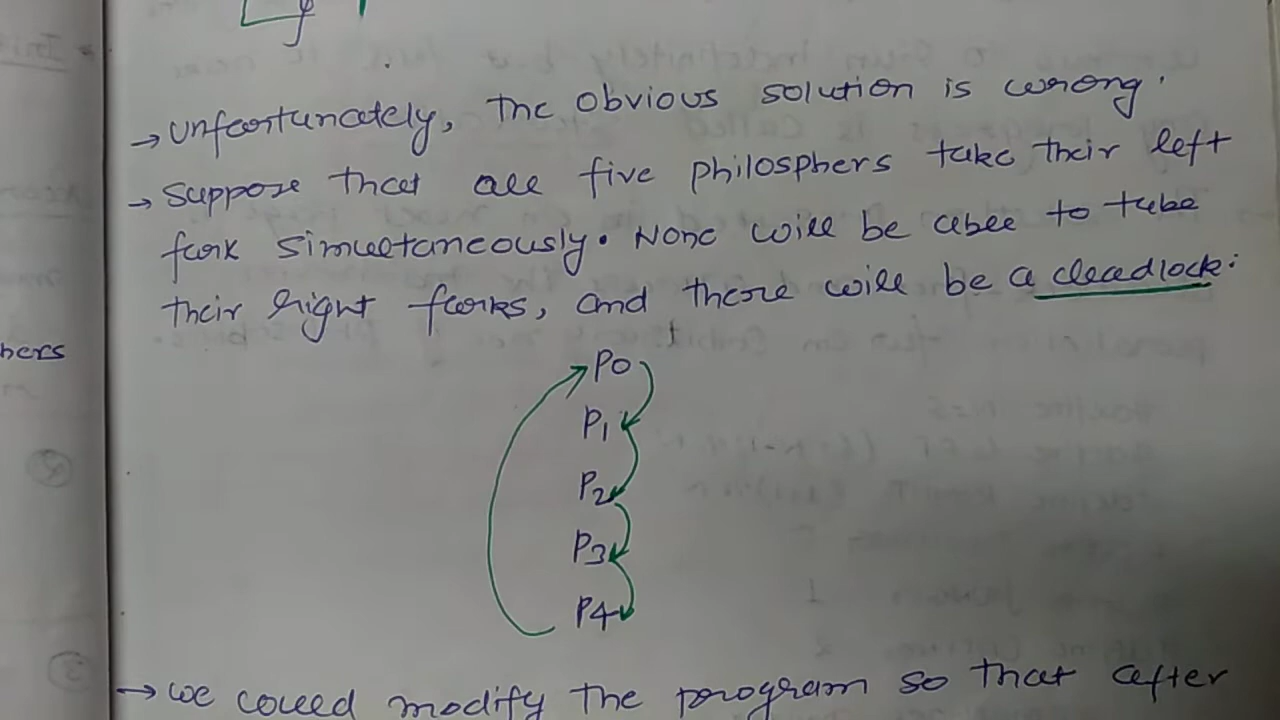 → unfortunately, The obvious solution is wrong.
→ Suppose that all five philosphers take their left
fork simultaneously. None will be able to take
their right forks, and there will be a deadlock.
hers
P0
P1
P2
P3
P4
→ we could modify the program so that after